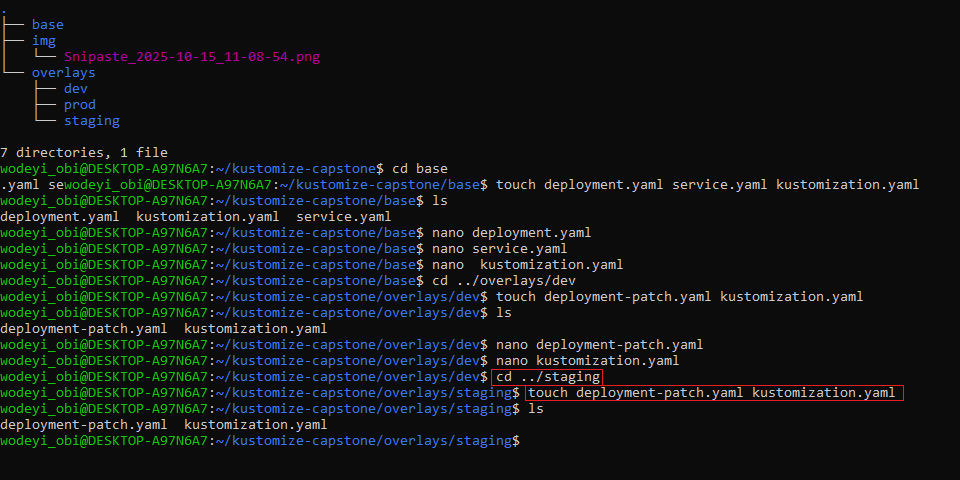 .
├── base
├── img
│   └── Snipaste_2025-10-15_11-08-54.png
└── overlays
    ├── dev
    ├── prod
    └── staging
7 directories, 1 file
wodeyi_obi@DESKTOP-A97N6A7:~/kustomize-capstone$ cd base
.yaml sewodeyi_obi@DESKTOP-A97N6A7:~/kustomize-capstone/base$ touch deployment.yaml service.yaml kustomization.yaml
wodeyi_obi@DESKTOP-A97N6A7:~/kustomize-capstone/base$ ls
deployment.yaml  kustomization.yaml  service.yaml
wodeyi_obi@DESKTOP-A97N6A7:~/kustomize-capstone/base$ nano deployment.yaml
wodeyi_obi@DESKTOP-A97N6A7:~/kustomize-capstone/base$ nano service.yaml
wodeyi_obi@DESKTOP-A97N6A7:~/kustomize-capstone/base$ nano  kustomization.yaml
wodeyi_obi@DESKTOP-A97N6A7:~/kustomize-capstone/base$ cd ../overlays/dev
wodeyi_obi@DESKTOP-A97N6A7:~/kustomize-capstone/overlays/dev$ touch deployment-patch.yaml kustomization.yaml
wodeyi_obi@DESKTOP-A97N6A7:~/kustomize-capstone/overlays/dev$ ls
deployment-patch.yaml  kustomization.yaml
wodeyi_obi@DESKTOP-A97N6A7:~/kustomize-capstone/overlays/dev$ nano deployment-patch.yaml
wodeyi_obi@DESKTOP-A97N6A7:~/kustomize-capstone/overlays/dev$ nano kustomization.yaml
wodeyi_obi@DESKTOP-A97N6A7:~/kustomize-capstone/overlays/dev$ cd ../staging
wodeyi_obi@DESKTOP-A97N6A7:~/kustomize-capstone/overlays/staging$ touch deployment-patch.yaml kustomization.yaml
wodeyi_obi@DESKTOP-A97N6A7:~/kustomize-capstone/overlays/staging$ ls
deployment-patch.yaml  kustomization.yaml
wodeyi_obi@DESKTOP-A97N6A7:~/kustomize-capstone/overlays/staging$